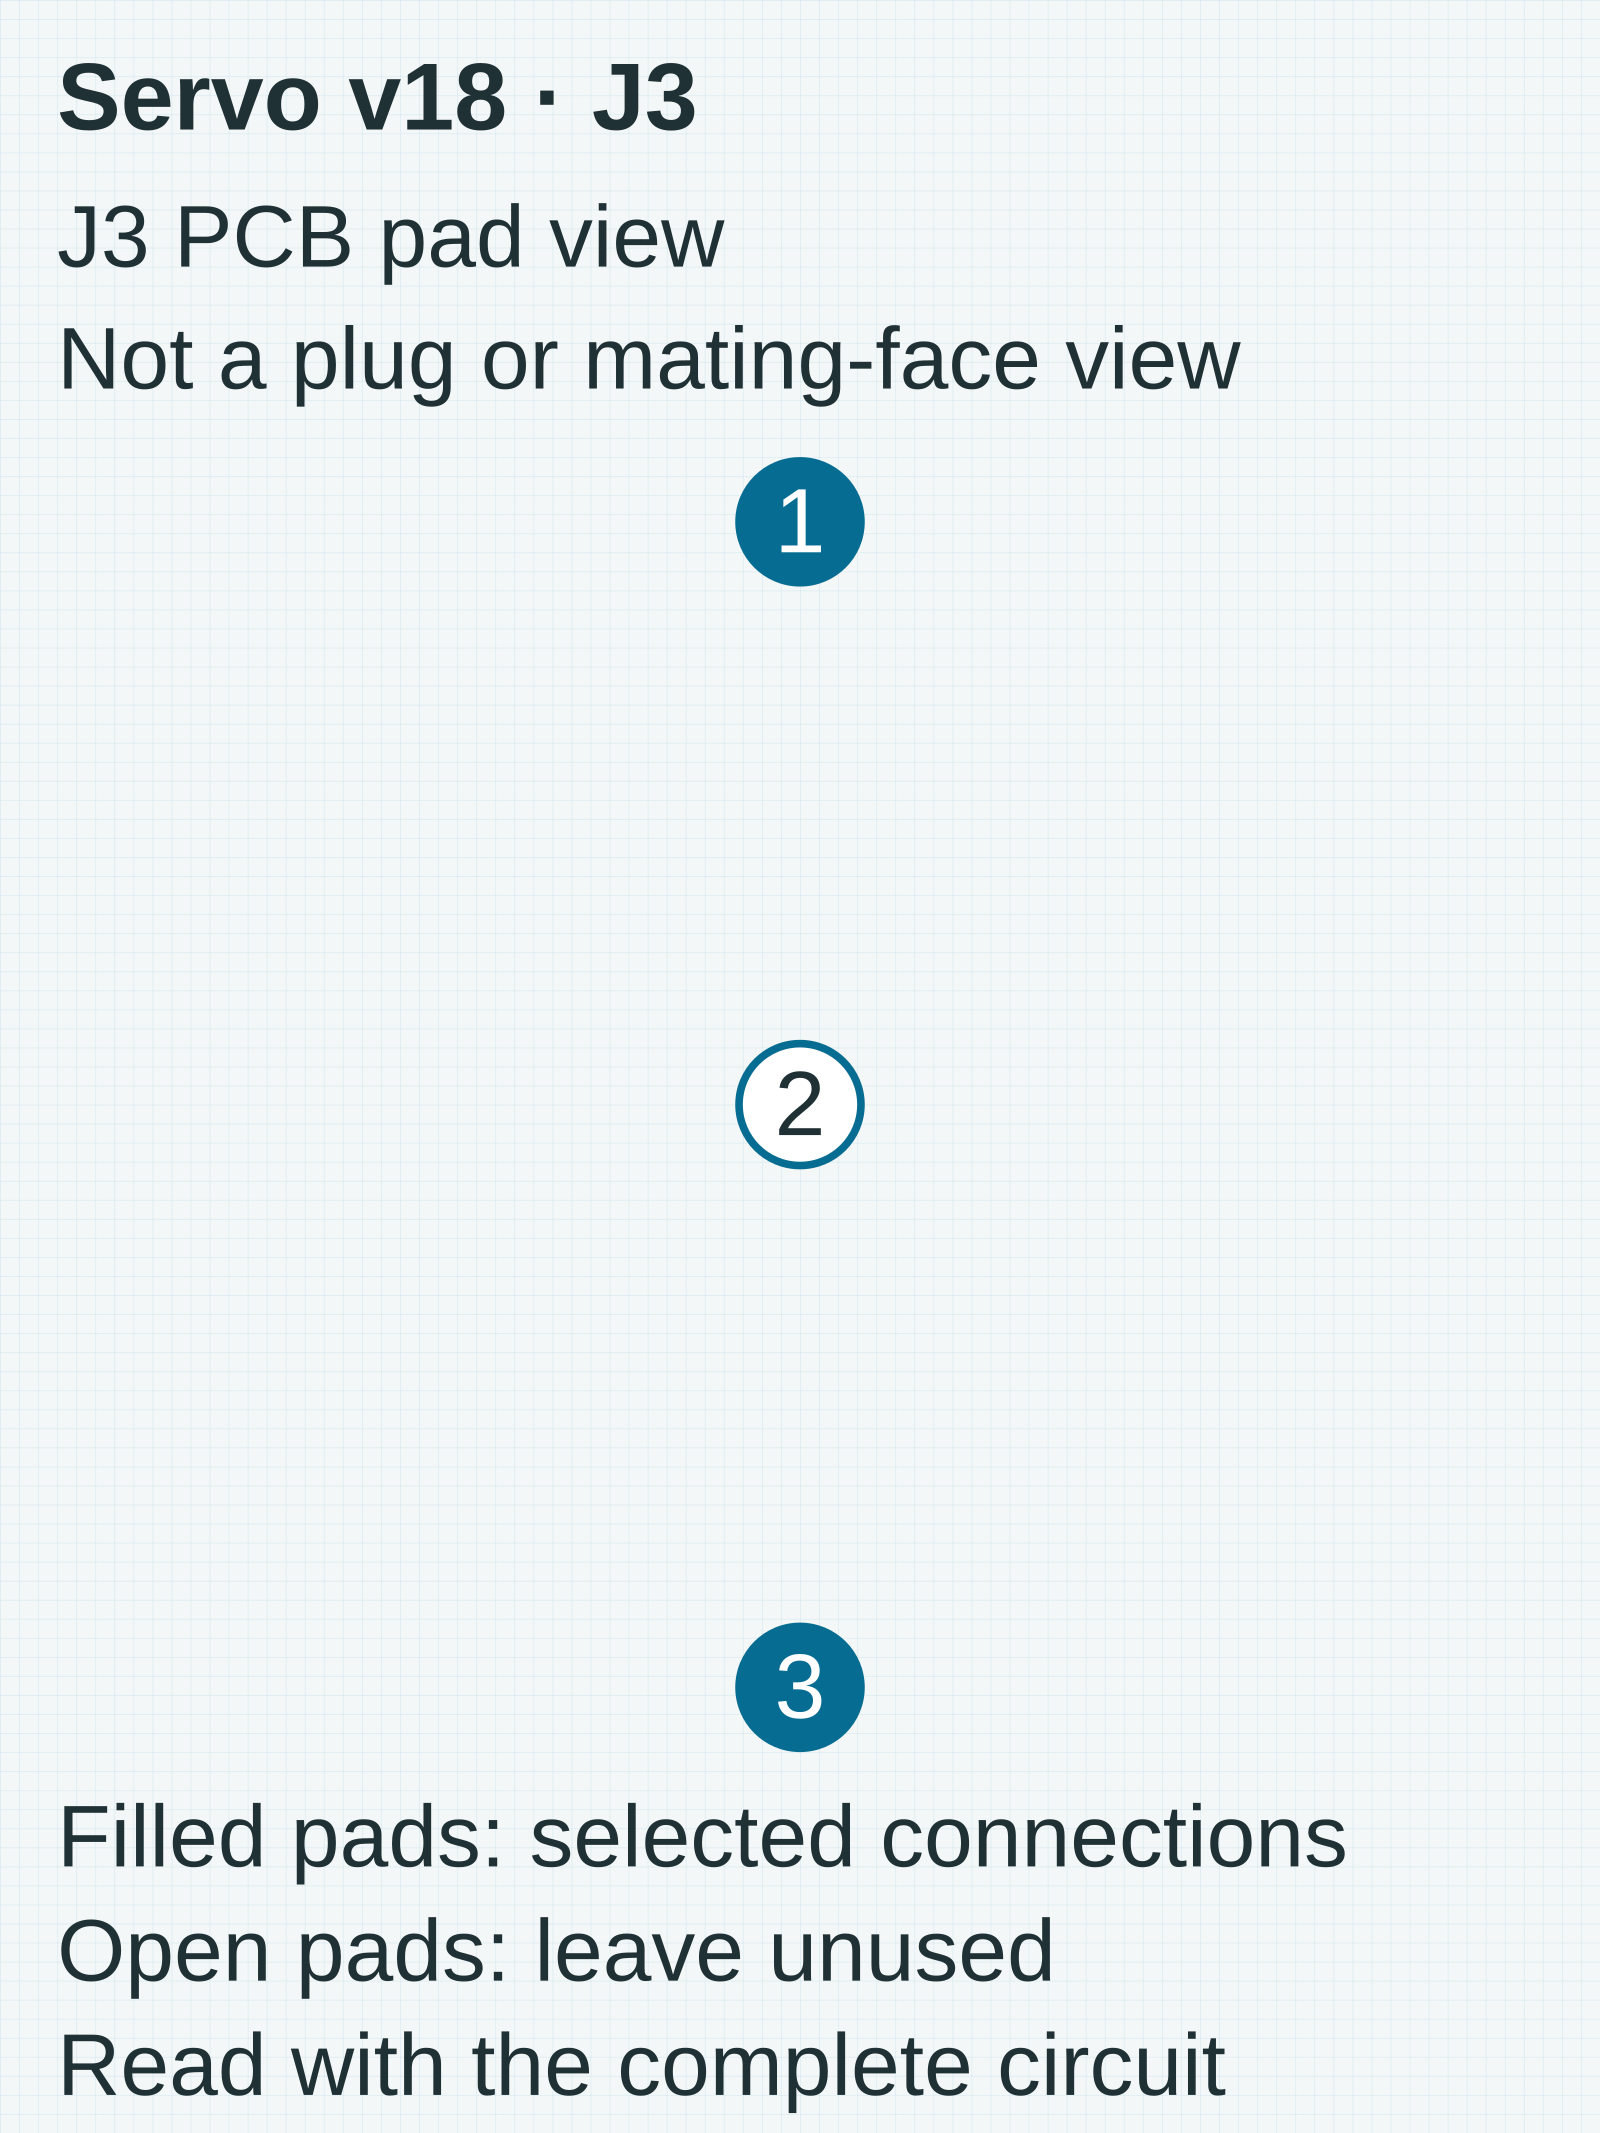 Servo v18 · J3
J3 PCB pad view
Not a plug or mating-face view
1
2
3
Filled pads: selected connections
Open pads: leave unused
Read with the complete circuit